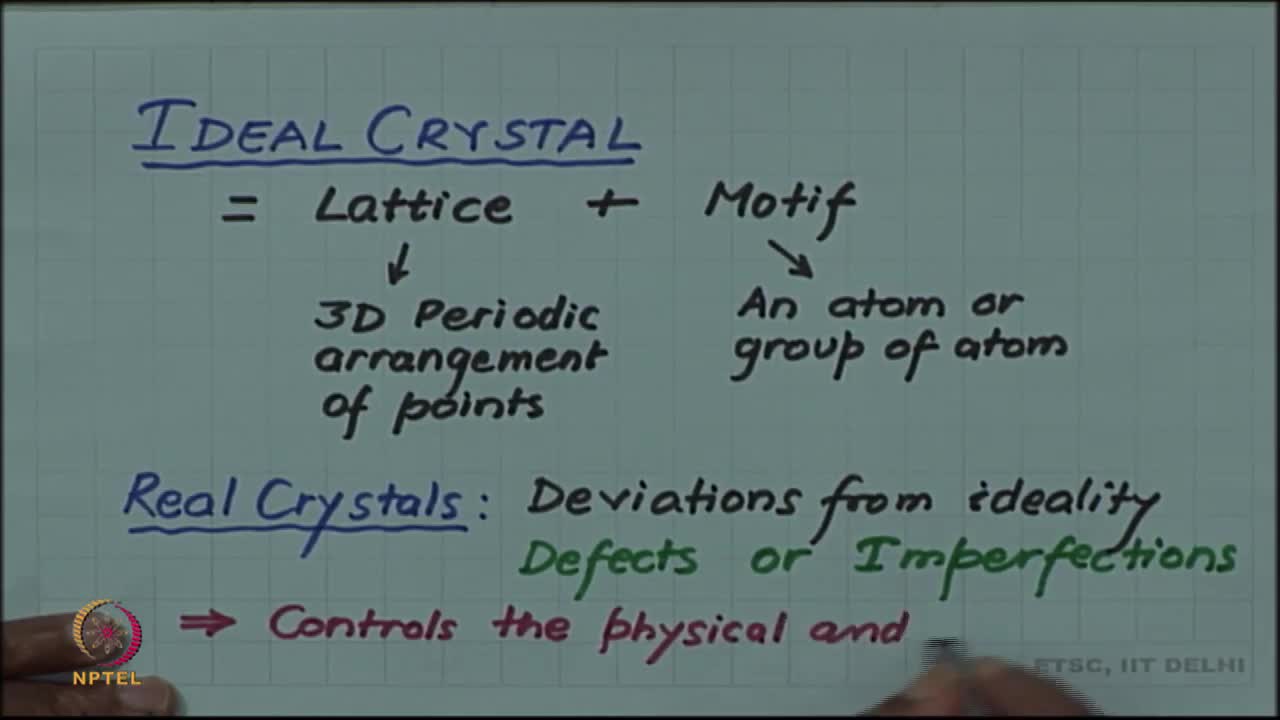 IDEAL CRYSTAL
= Lattice + Motif
3D Periodic
arrangement
of points
An atom or
group of atom
Real Crystals: Deviations from ideality
Defects or Imperfections
⇒ Controls the physical and
NPTEL
ETSC, IIT DELHI